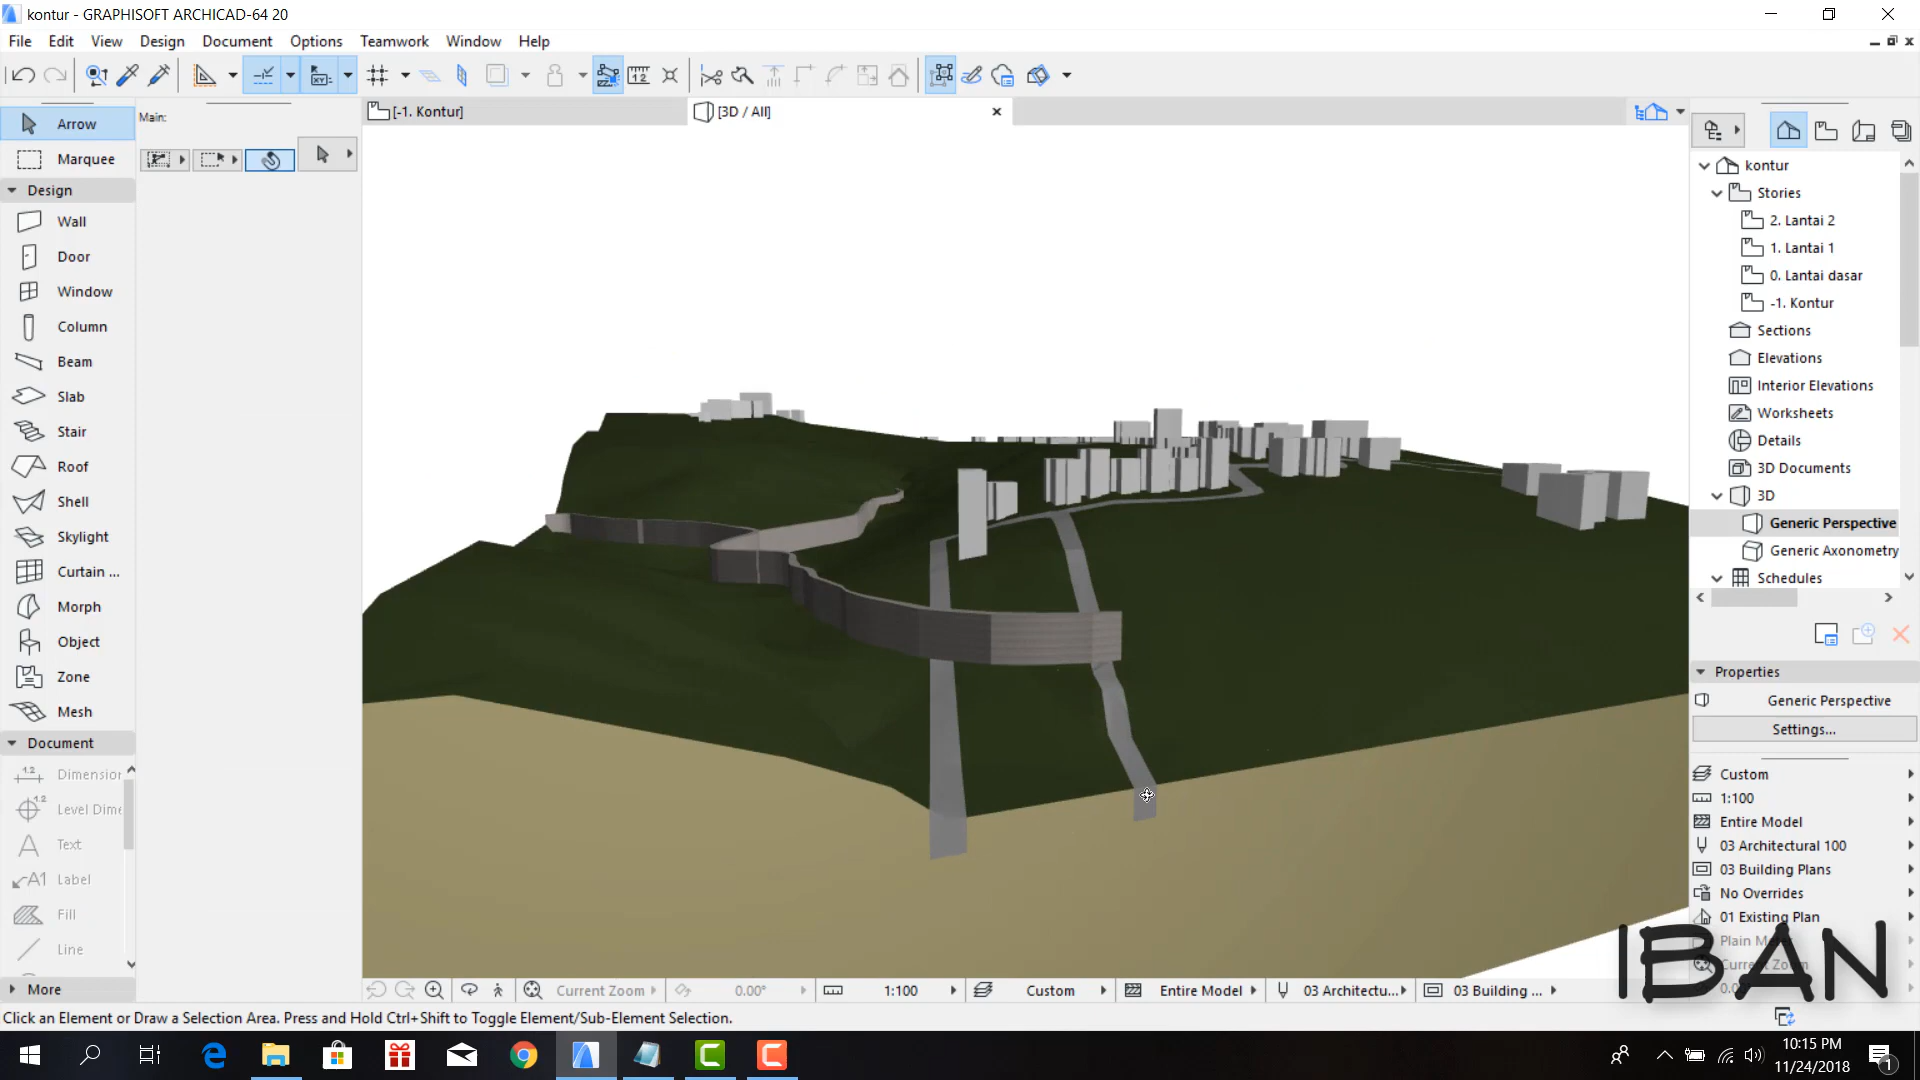 kontur - GRAPHISOFT ARCHICAD-64 20
File Edit View Design Document Options Teamwork Window Help
Arrow
Marquee
Design
Wall
Door
Window
Column
Beam
Slab
Stair
Roof
Shell
Skylight
Curtain ...
Morph
Object
Zone
Mesh
Document
Dimension
Level Dime
Text
Label
Fill
Line
More
Main:
[-1. Kontur]
[3D / All]
kontur
Stories
2. Lantai 2
1. Lantai 1
0. Lantai dasar
-1. Kontur
Sections
Elevations
Interior Elevations
Worksheets
Details
3D Documents
3D
Generic Perspective
Generic Axonometry
Schedules
Properties
Generic Perspective
Settings...
Custom
1:100
Entire Model
03 Architectural 100
03 Building Plans
No Overrides
01 Existing Plan
Current Zoom
IBAN
Current Zoom 0.00° 1:100 Custom Entire Model 03 Architectu... 03 Building ...
Click an Element or Draw a Selection Area. Press and Hold Ctrl+Shift to Toggle Element/Sub-Element Selection.
10:15 PM
11/24/2018
1